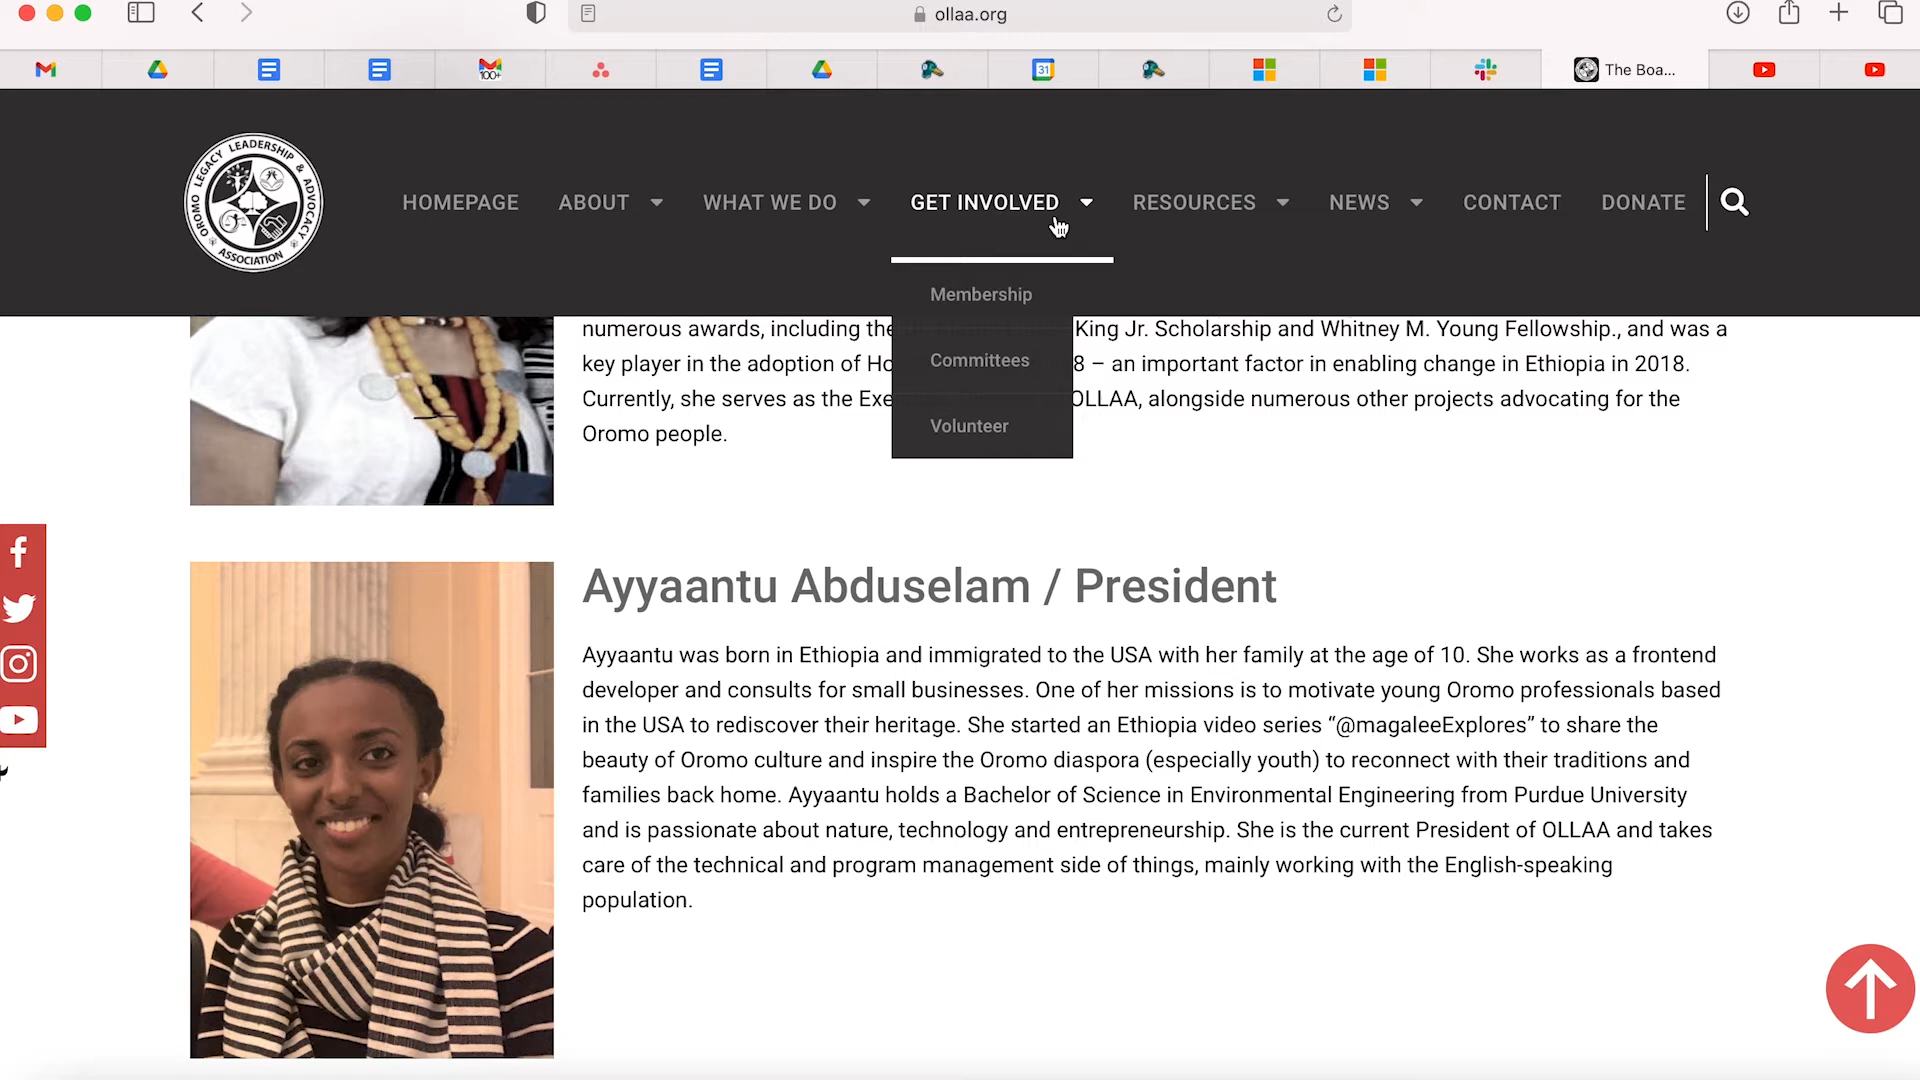 ollaa.org
100+
31
The Boa...
OROMO LEGACY LEADERSHIP & ADVOCACY
ASSOCIATION
HOMEPAGE
ABOUT
WHAT WE DO
GET INVOLVED
RESOURCES
NEWS
CONTACT
DONATE
Membership
Committees
Volunteer
numerous awards, including the King Jr. Scholarship and Whitney M. Young Fellowship., and was a
key player in the adoption of Ho 8 – an important factor in enabling change in Ethiopia in 2018.
Currently, she serves as the Exe OLLAA, alongside numerous other projects advocating for the
Oromo people.
Ayyaantu Abduselam / President
Ayyaantu was born in Ethiopia and immigrated to the USA with her family at the age of 10. She works as a frontend
developer and consults for small businesses. One of her missions is to motivate young Oromo professionals based
in the USA to rediscover their heritage. She started an Ethiopia video series “@magaleeExplores” to share the
beauty of Oromo culture and inspire the Oromo diaspora (especially youth) to reconnect with their traditions and
families back home. Ayyaantu holds a Bachelor of Science in Environmental Engineering from Purdue University
and is passionate about nature, technology and entrepreneurship. She is the current President of OLLAA and takes
care of the technical and program management side of things, mainly working with the English-speaking
population.